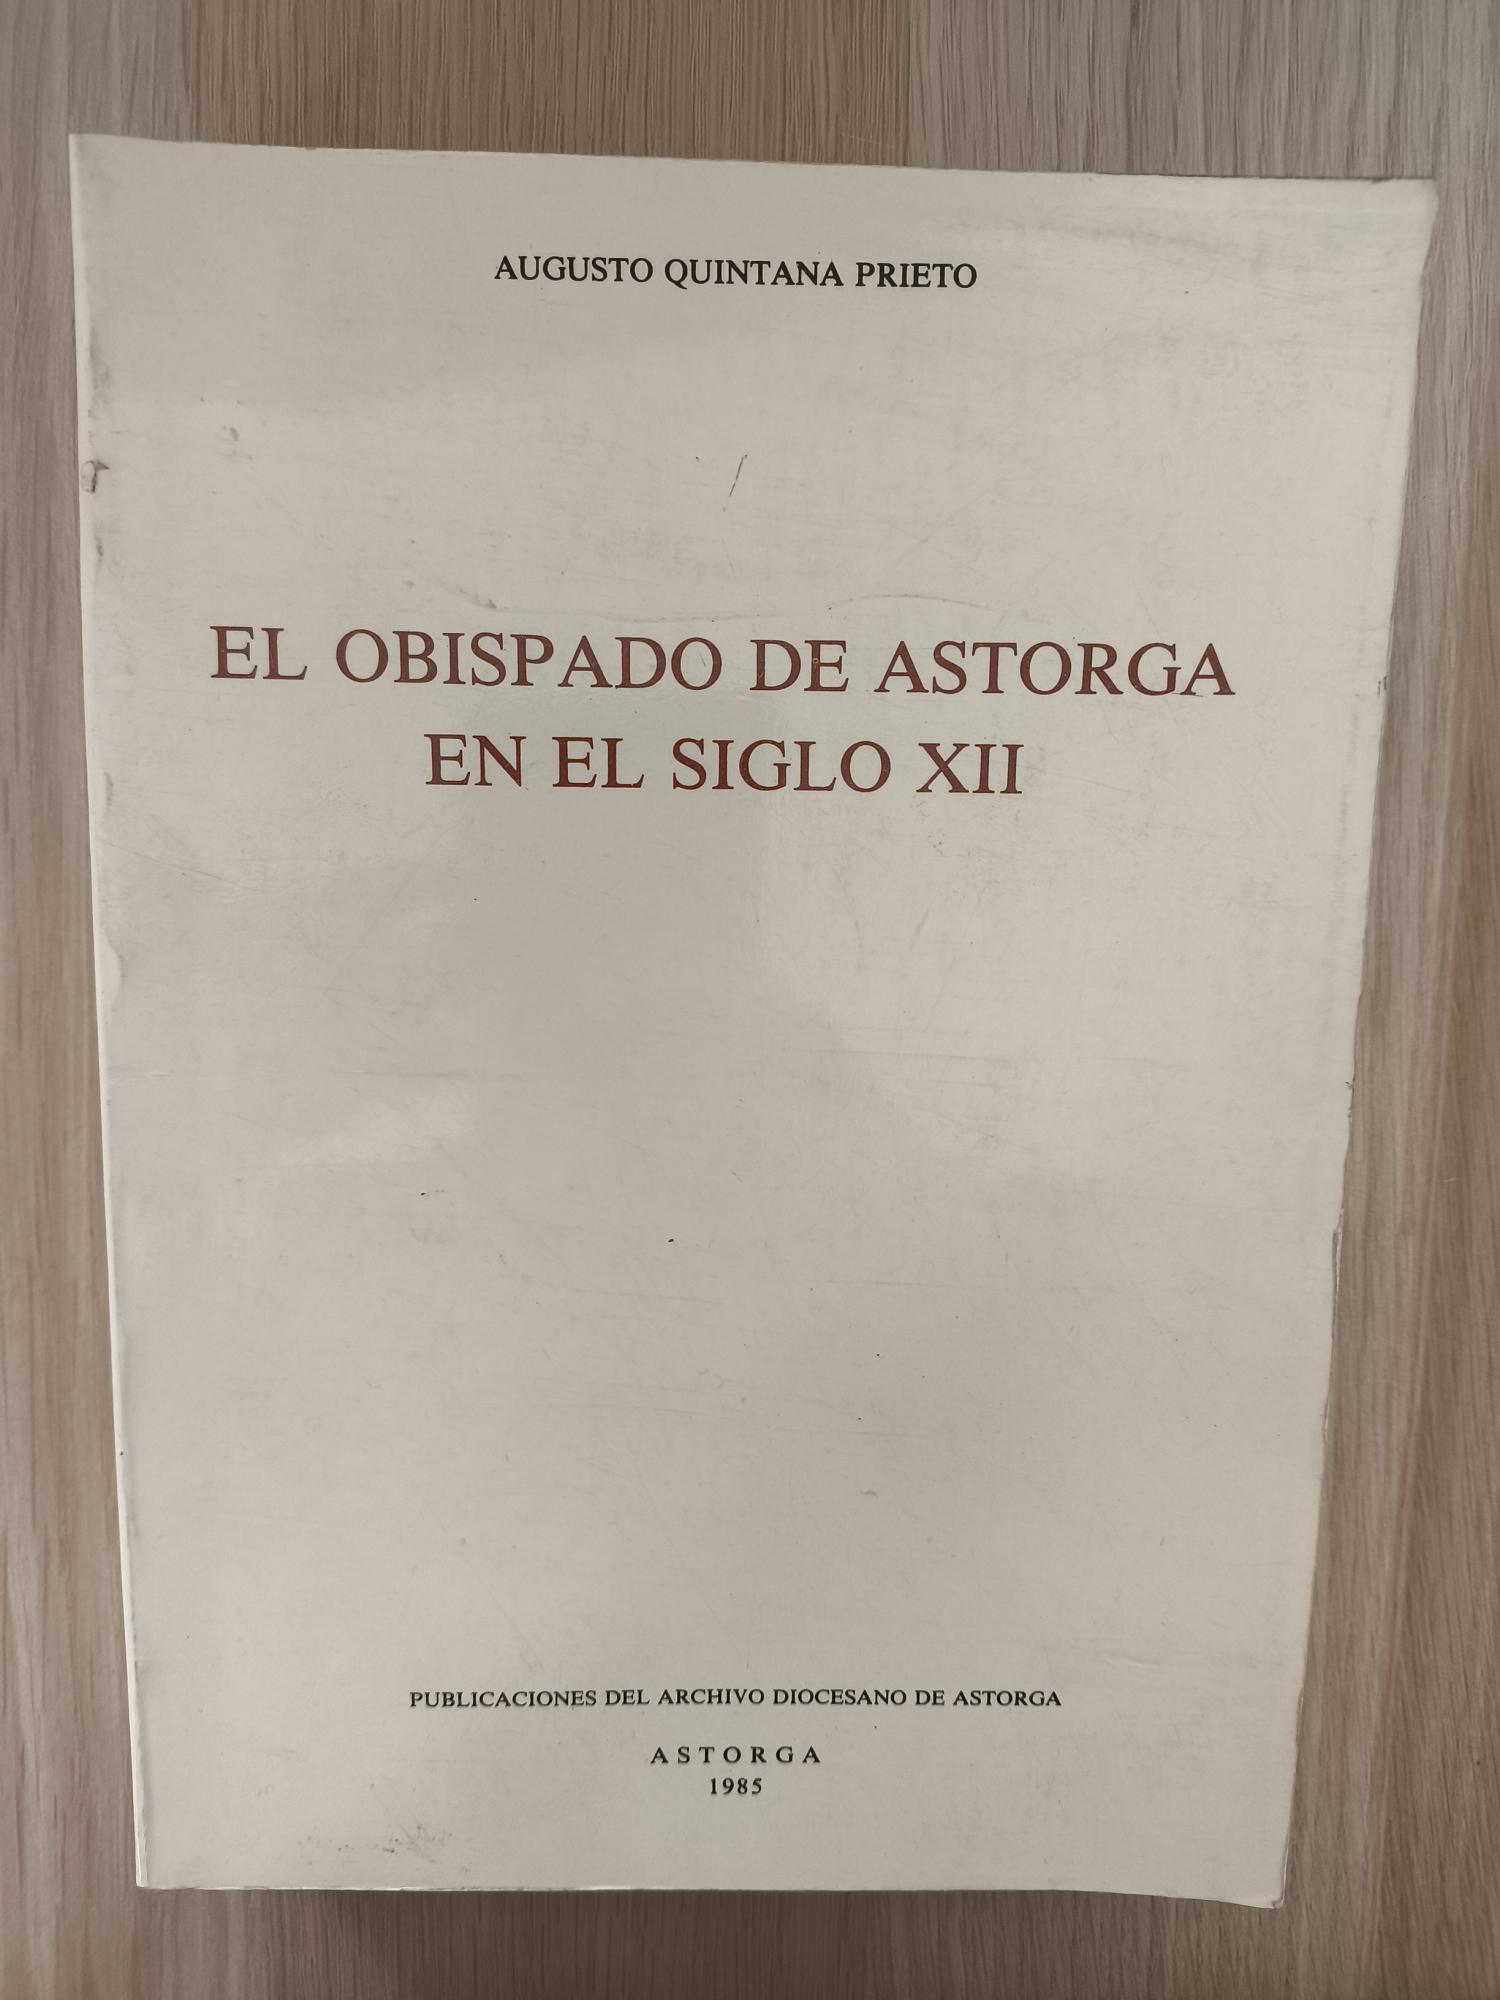 AUGUSTO QUINTANA PRIETO
EL OBISPADO DE ASTORGA
EN EL SIGLO XII
PUBLICACIONES DEL ARCHIVO DIOCESANO DE ASTORGA
ASTORGA
1985